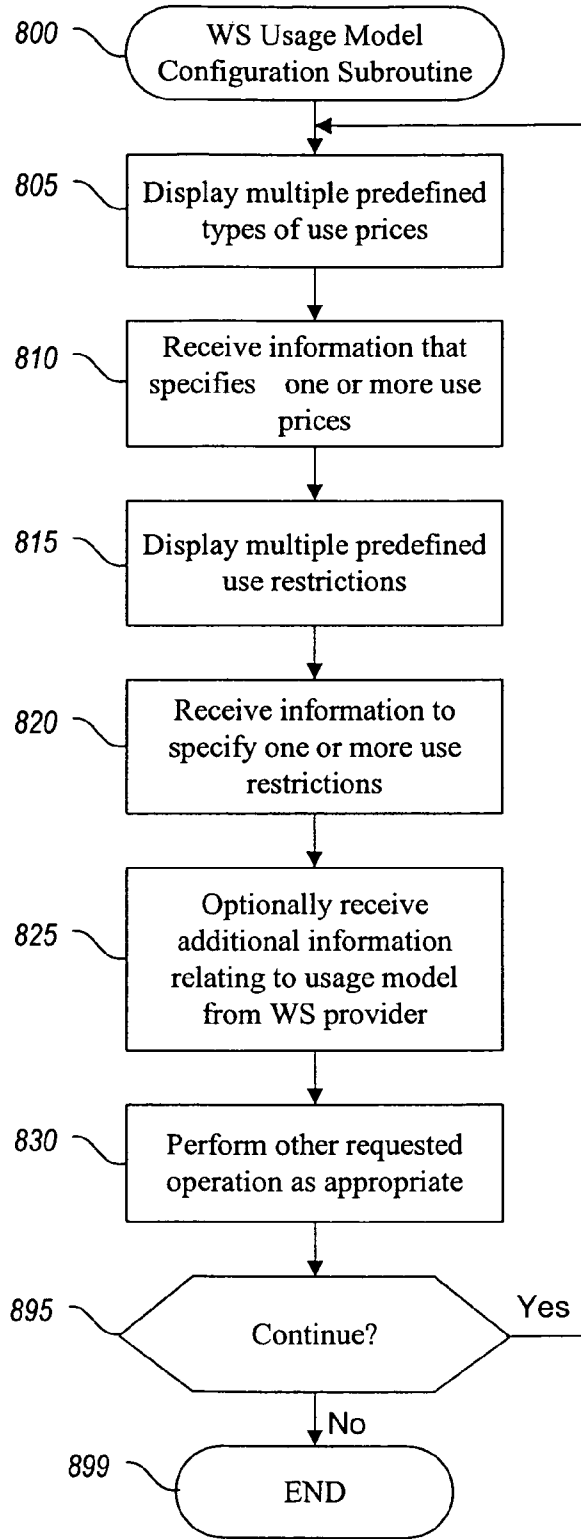 800
WS Usage Model
Configuration Subroutine
805
Display multiple predefined
types of use prices
810
Receive information that
specifies one or more use
prices
815
Display multiple predefined
use restrictions
820
Receive information to
specify one or more use
restrictions
825
Optionally receive
additional information
relating to usage model
from WS provider
830
Perform other requested
operation as appropriate
895
Continue?
Yes
No
899
END